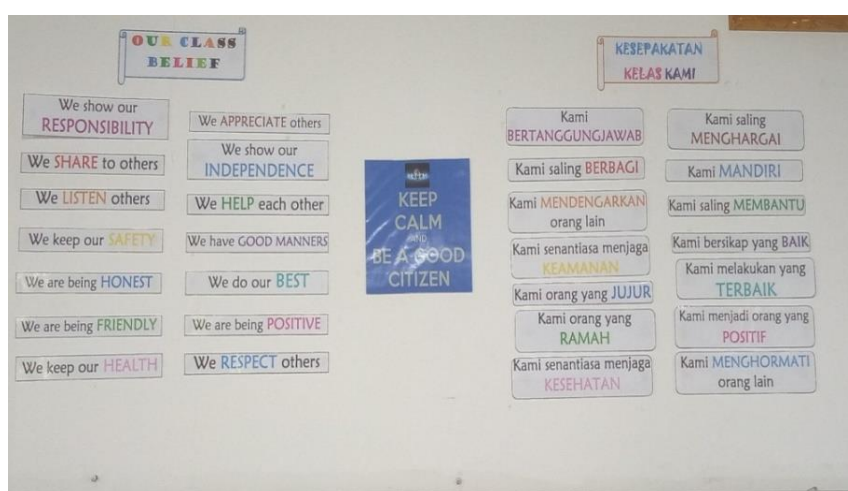 OUR CLASS
BELIEF
We show our
RESPONSIBILITY
We SHARE to others
We LISTEN others
We keep our SAFETY
We are being HONEST
We are being FRIENDLY
We keep our HEALTH
We APPRECIATE others
We show our
INDEPENDENCE
We HELP each other
We have GOOD MANNERS
We do our BEST
We are being POSITIVE
We RESPECT others
KEEP
CALM
AND
BE A GOOD
CITIZEN
KESEPAKATAN
KELAS KAMI
Kami
BERTANGGUNGJAWAB
Kami saling BERBAGI
Kami MENDENGARKAN
orang lain
Kami senantiasa menjaga
KEAMANAN
Kami orang yang JUJUR
Kami orang yang
RAMAH
Kami senantiasa menjaga
KESEHATAN
Kami saling
MENGHARGAI
Kami MANDIRI
Kami saling MEMBANTU
Kami bersikap yang BAIK
Kami melakukan yang
TERBAIK
Kami menjadi orang yang
POSITIF
Kami MENGHORMATI
orang lain